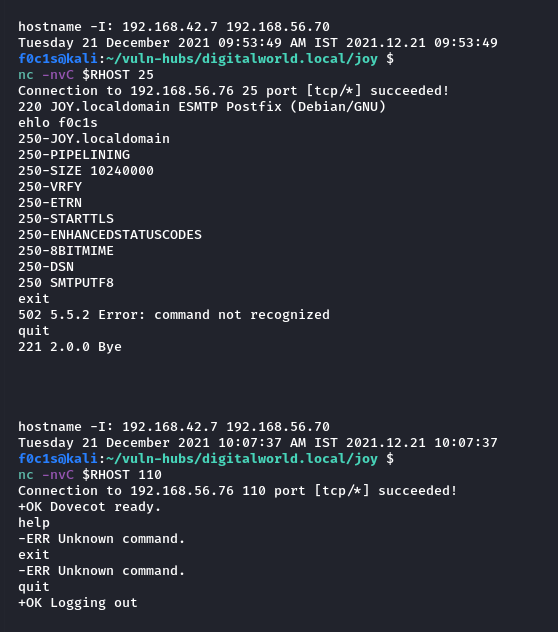 hostname -I: 192.168.42.7 192.168.56.70
Tuesday 21 December 2021 09:53:49 AM IST 2021.12.21 09:53:49
f0c1s@kali:~/vuln-hubs/digitalworld.local/joy $
nc -nvC $RHOST 25
Connection to 192.168.56.76 25 port [tcp/*] succeeded!
220 JOY.localdomain ESMTP Postfix (Debian/GNU)
ehlo f0c1s
250-JOY.localdomain
250-PIPELINING
250-SIZE 10240000
250-VRFY
250-ETRN
250-STARTTLS
250-ENHANCEDSTATUSCODES
250-8BITMIME
250-DSN
250 SMTPUTF8
exit
502 5.5.2 Error: command not recognized
quit
221 2.0.0 Bye
hostname -I: 192.168.42.7 192.168.56.70
Tuesday 21 December 2021 10:07:37 AM IST 2021.12.21 10:07:37
f0c1s@kali:~/vuln-hubs/digitalworld.local/joy $
nc -nvC $RHOST 110
Connection to 192.168.56.76 110 port [tcp/*] succeeded!
+OK Dovecot ready.
help
-ERR Unknown command.
exit
-ERR Unknown command.
quit
+OK Logging out